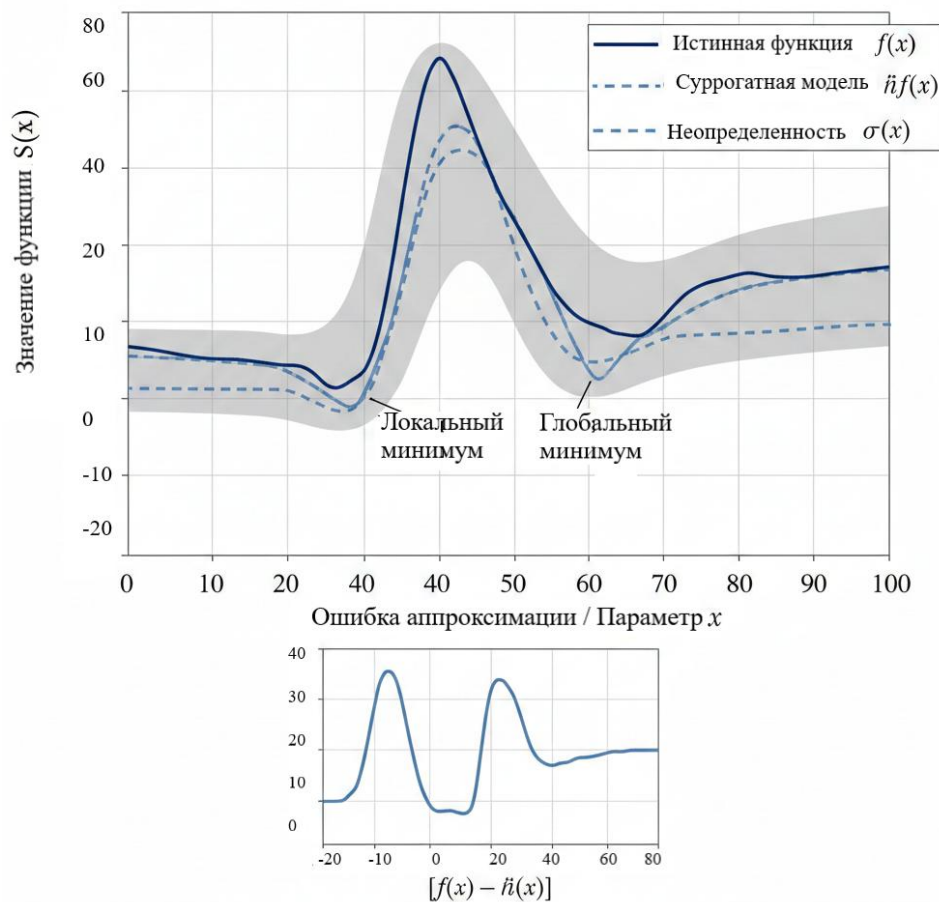 80
60
40
20
10
0
-10
-20
Значение функции S(x)
Истинная функция f(x)
Суррогатная модель n̈f(x)
Неопределенность σ(x)
Локальный
минимум
Глобальный
минимум
0 10 20 40 40 50 60 70 80 90 100
Ошибка аппроксимации / Параметр x
40
30
20
10
0
-20 -10 0 20 40 60 80
[f(x) – n̈(x)]